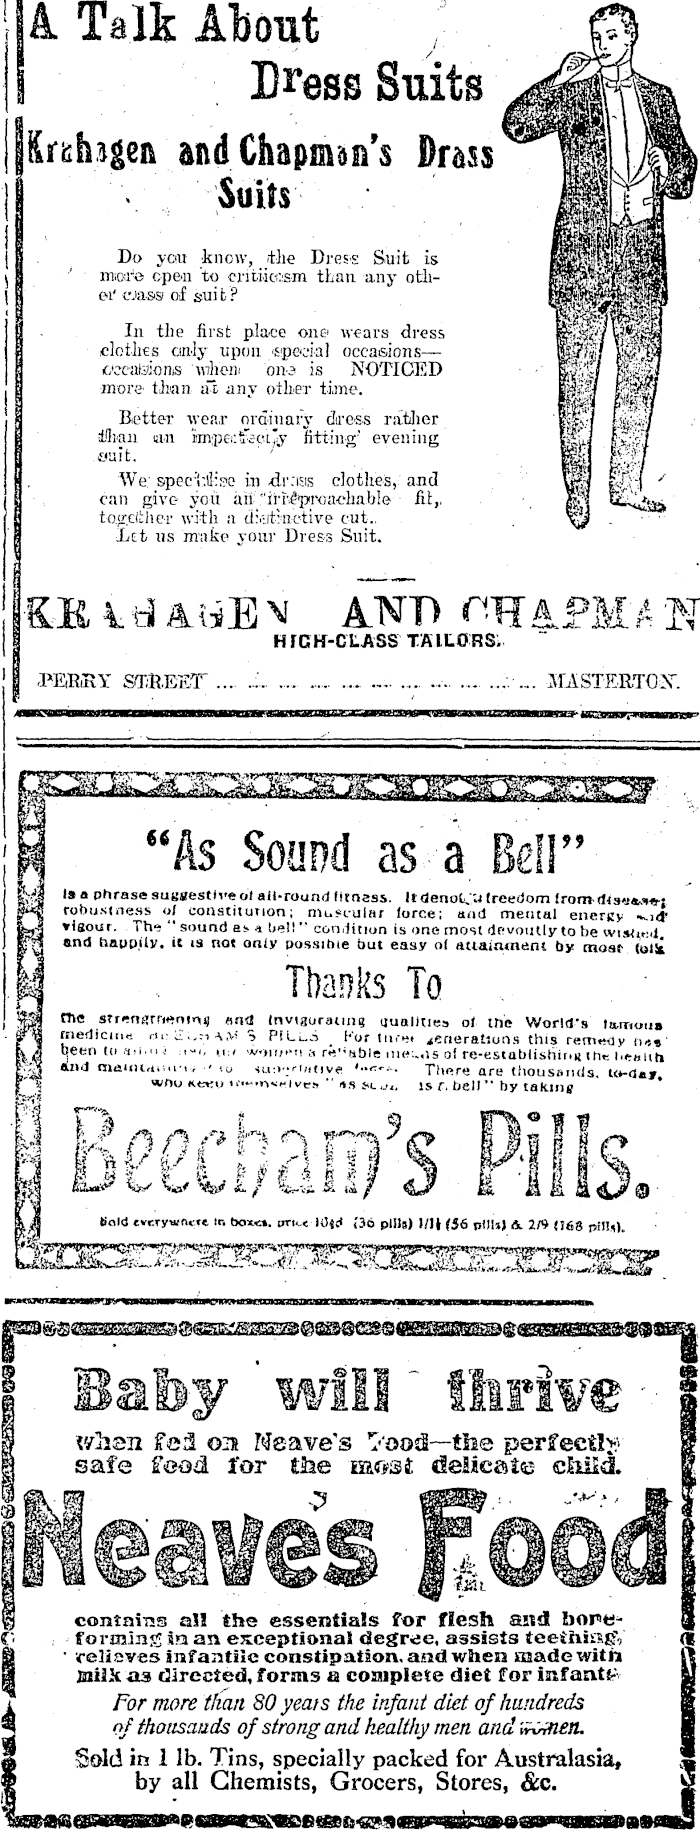 A Talk About
Dress Suits
Krahagen and Chapman's Drass
Suits
Do you know, the Dress Suit is
more open to criticism than any oth-
er class of suit?
In the first place one wears dress
clothes only upon special occasions—
occasions when one is NOTICED
more than at any other time.
Better wear ordinary dress rather
than an imperfectly fitting evening
suit.
We specialise in drass clothes, and
can give you an irreproachable fit,
together with a distinctive cut.
Let us make your Dress Suit.
KRAHAGEN AND CHAPMAN
HIGH-CLASS TAILORS.
PERRY STREET ... ... ... ... ... ... ... ... ... ... ... MASTERTON.
"As Sound as a Bell"
is a phrase suggestive of all-round fitness. It denotes freedom from disease;
robustness of constitution; muscular force; and mental energy and
vigour. The "sound as a bell" condition is one most devoutly to be wished,
and happily, it is not only possible but easy of attainment by most folk
Thanks To
the strengthening and invigorating qualities of the World's famous
medicine BEECHAM'S PILLS. For three generations this remedy has
been to women a reliable means of re-establishing the health
and There are thousands, to-day,
who keep themselves "as sound as a bell" by taking
Beecham's Pills.
Sold everywhere in boxes, price 10½d (36 pills) 1/1½ (56 pills) & 2/9 (168 pills).
Baby will thrive
when fed on Neave's Food—the perfectly
safe food for the most delicate child.
Neave's Food
contains all the essentials for flesh and bone-
forming in an exceptional degree, assists teething,
relieves infantile constipation, and when made with
milk as directed, forms a complete diet for infants
For more than 80 years the infant diet of hundreds
of thousands of strong and healthy men and women.
Sold in 1 lb. Tins, specially packed for Australasia,
by all Chemists, Grocers, Stores, &c.